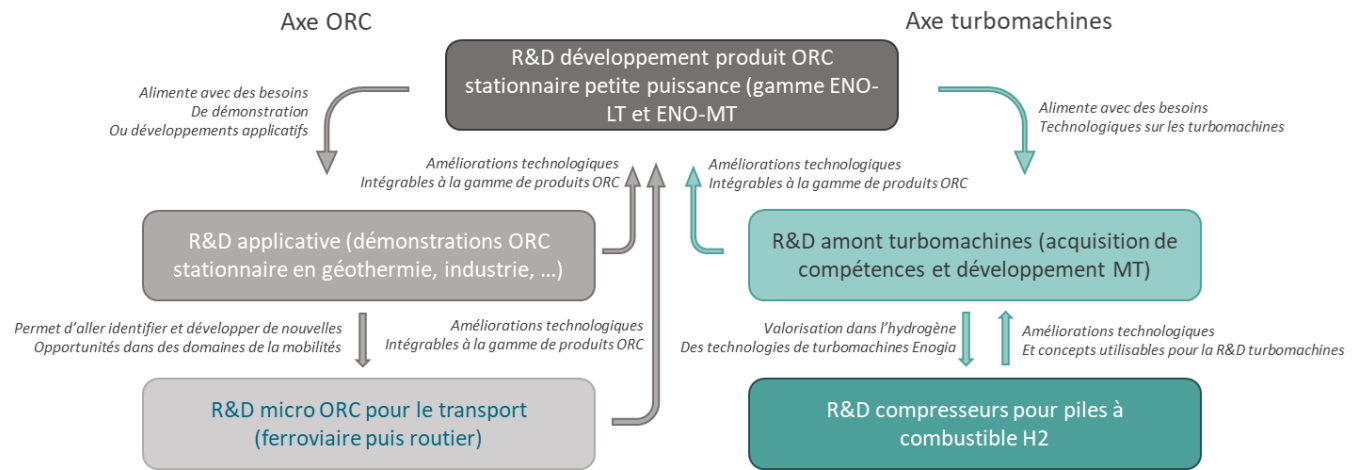 Axe ORC
Axe turbomachines
R&D développement produit ORC
stationnaire petite puissance (gamme ENO-
LT et ENO-MT
Alimente avec des besoins
De démonstration
Ou développements applicatifs
Alimente avec des besoins
Technologiques sur les turbomachines
Améliorations technologiques
Intégrables à la gamme de produits ORC
Améliorations technologiques
Intégrables à la gamme de produits ORC
R&D applicative (démonstrations ORC
stationnaire en géothermie, industrie, ...)
R&D amont turbomachines (acquisition de
compétences et développement MT)
Permet d'aller identifier et développer de nouvelles
Opportunités dans des domaines de la mobilités
Améliorations technologiques
Intégrables à la gamme de produits ORC
Valorisation dans l'hydrogène
Des technologies de turbomachines Enogia
Améliorations technologiques
Et concepts utilisables pour la R&D turbomachines
R&D micro ORC pour le transport
(ferroviaire puis routier)
R&D compresseurs pour piles à
combustible H2